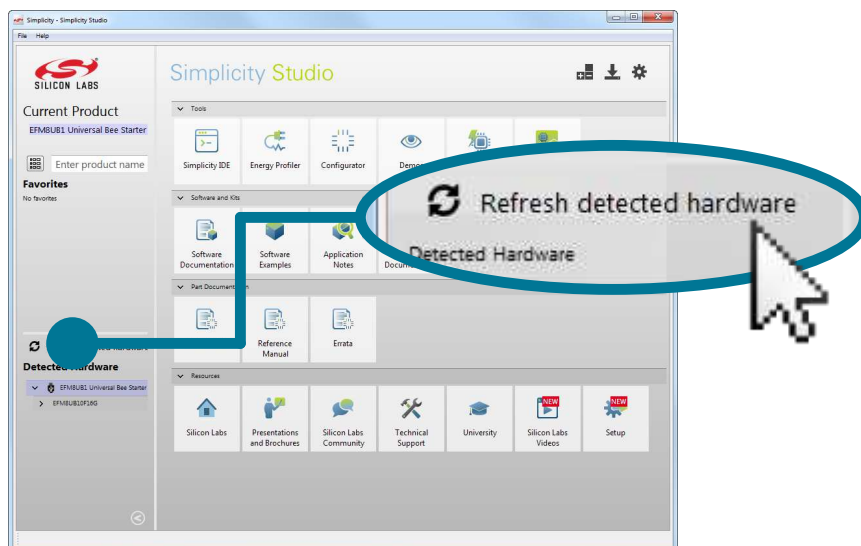 Simplicity - Simplicity Studio
File Help
SILICON LABS
Simplicity Studio
Current Product
EFM8UB1 Universal Bee Starter
Enter product name
Favorites
No favorites
Tools
Simplicity IDE
Energy Profiler
Configurator
Software and Kits
Software
Documentation
Software
Examples
Application
Notes
Refresh detected hardware
Detected Hardware
Part Documentation
Reference
Manual
Errata
Detected Hardware
EFM8UB1 Universal Bee Starter
EFM8UB10F16G
Resources
Silicon Labs
Presentations
and Brochures
Silicon Labs
Community
Technical
Support
University
NEW
Silicon Labs
Videos
NEW
Setup